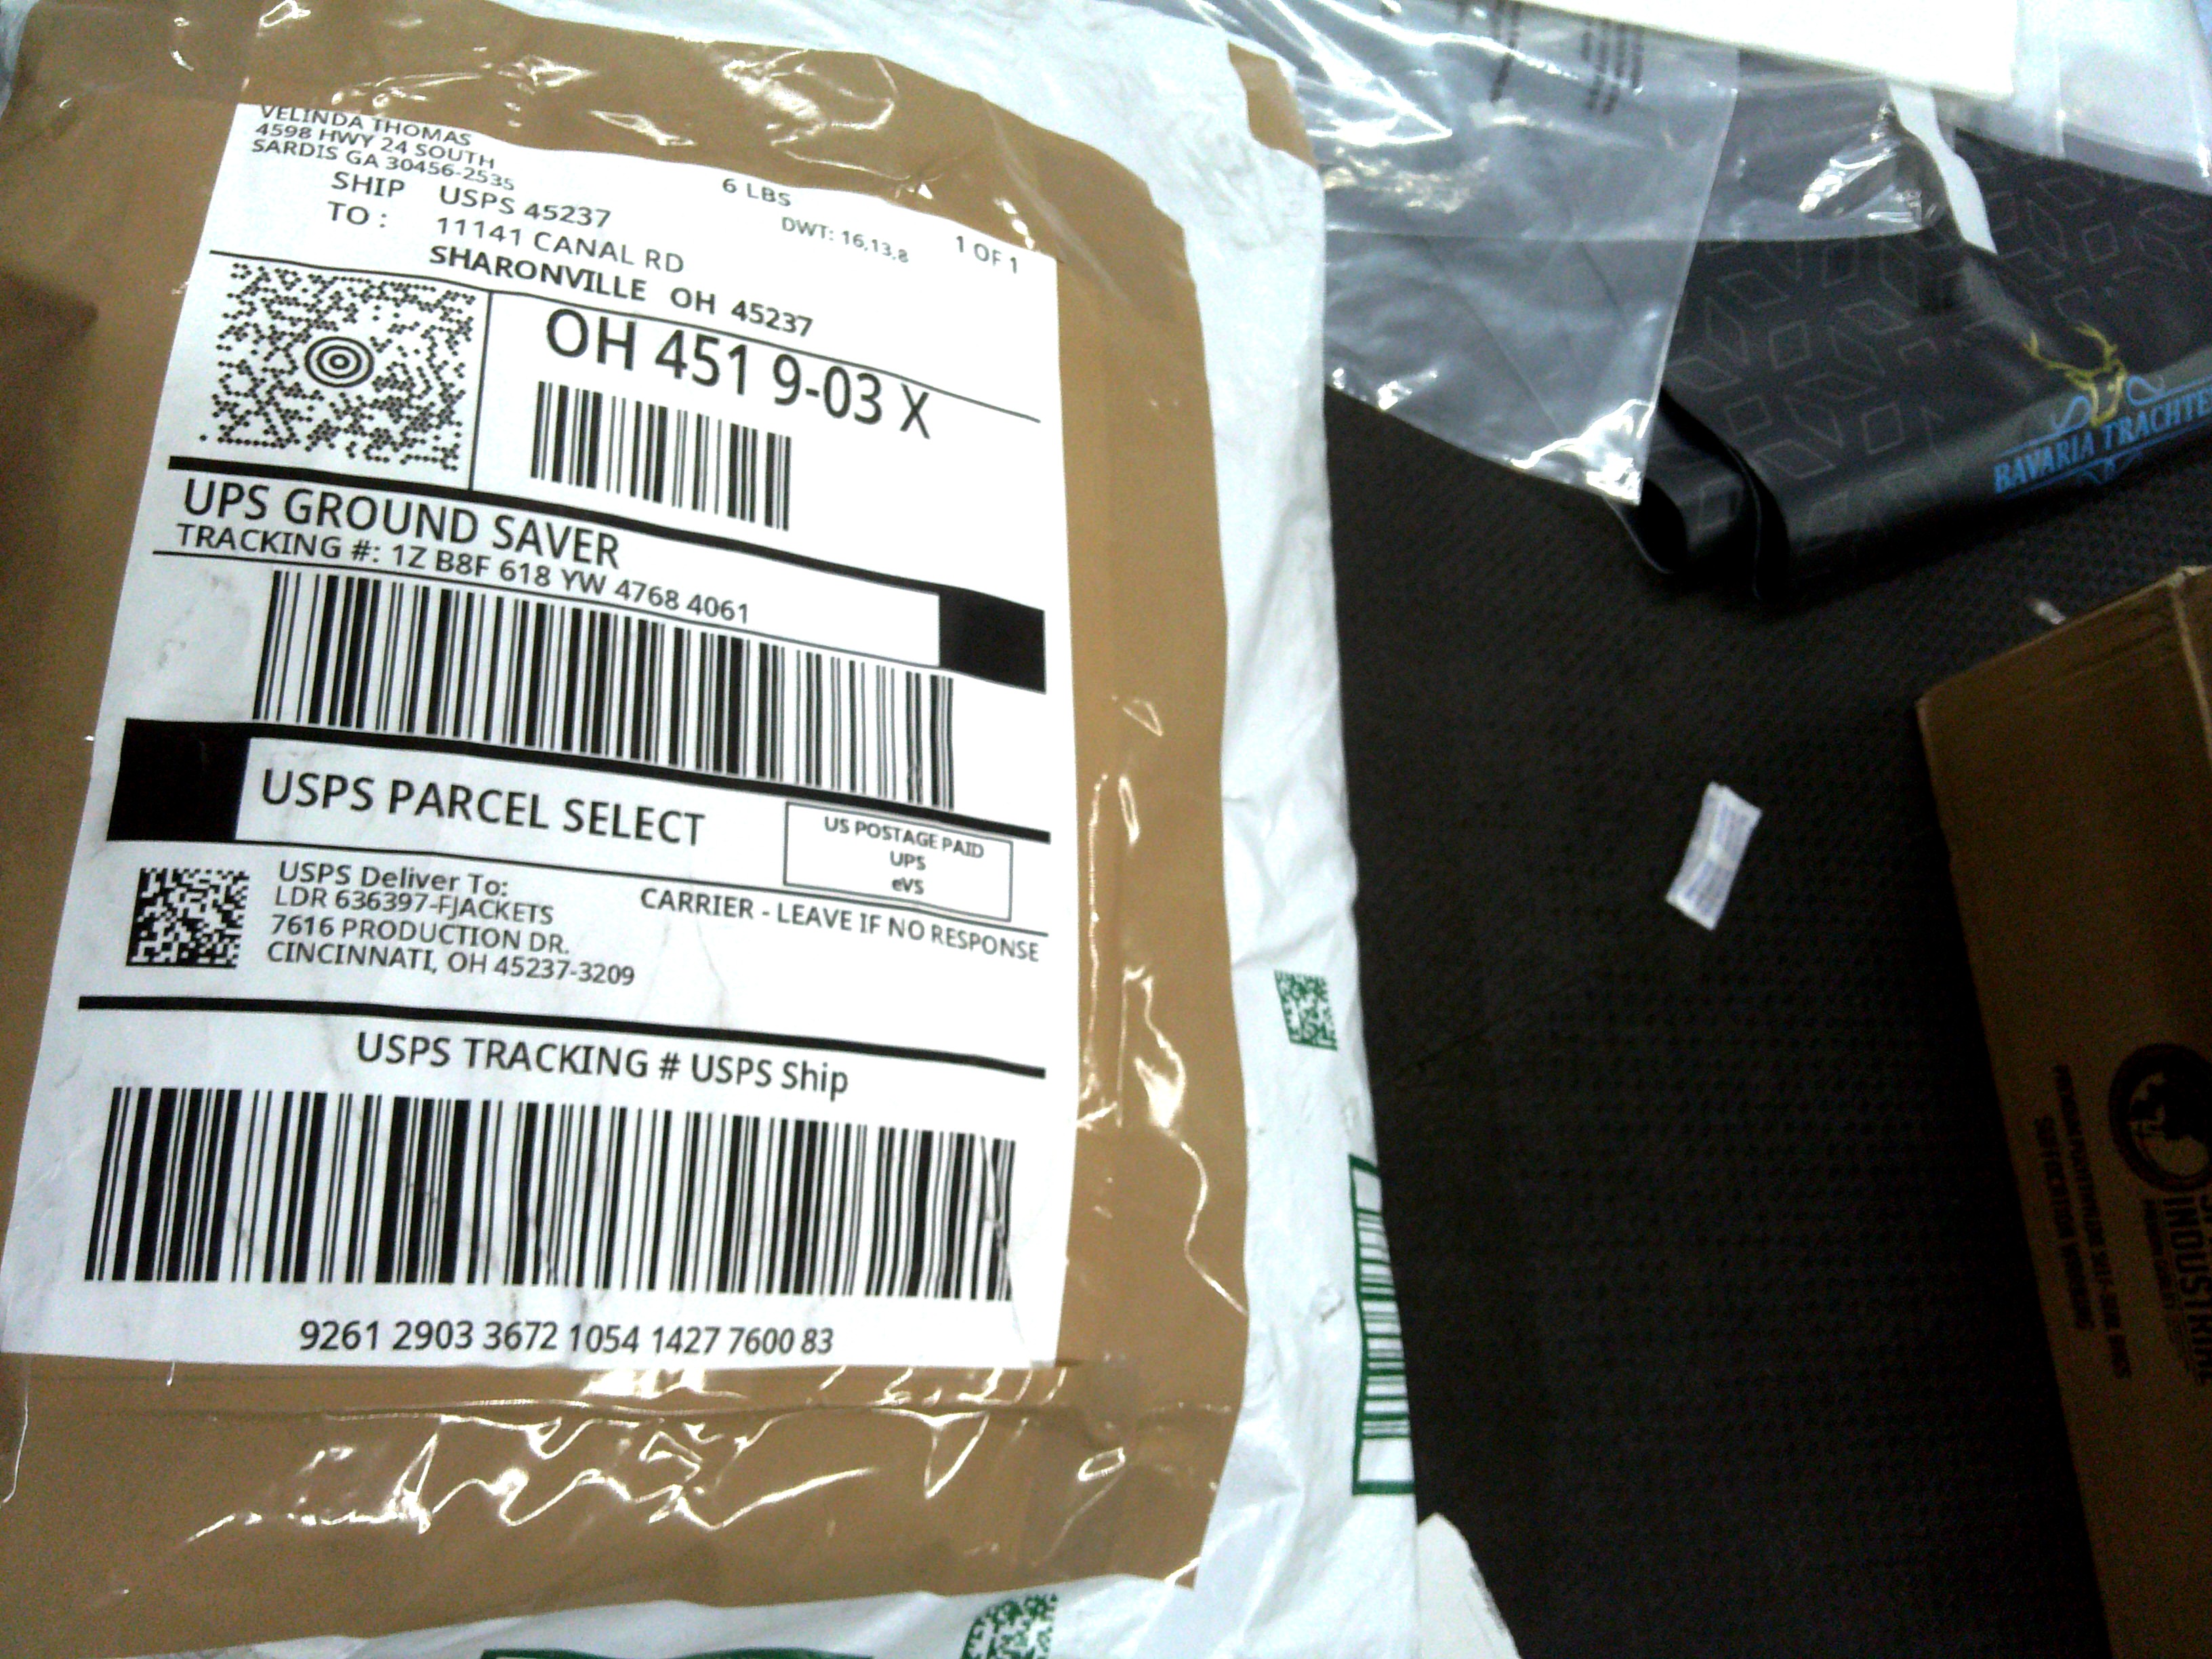 VELINDA THOMAS
4598 HWY 24 SOUTH
SARDIS GA 30456-2535
6 LBS
DWT: 16,13,8
1 OF 1
SHIP TO :
USPS 45237
11141 CANAL RD
SHARONVILLE OH 45237
OH 451 9-03 X
UPS GROUND SAVER
TRACKING #: 1Z B8F 618 YW 4768 4061
USPS PARCEL SELECT
US POSTAGE PAID
UPS
eVS
USPS Deliver To:
LDR 636397-FJACKETS
7616 PRODUCTION DR.
CINCINNATI, OH 45237-3209
CARRIER - LEAVE IF NO RESPONSE
USPS TRACKING # USPS Ship
9261 2903 3672 1054 1427 7600 83
BAVARIA
INDUSTRIAL